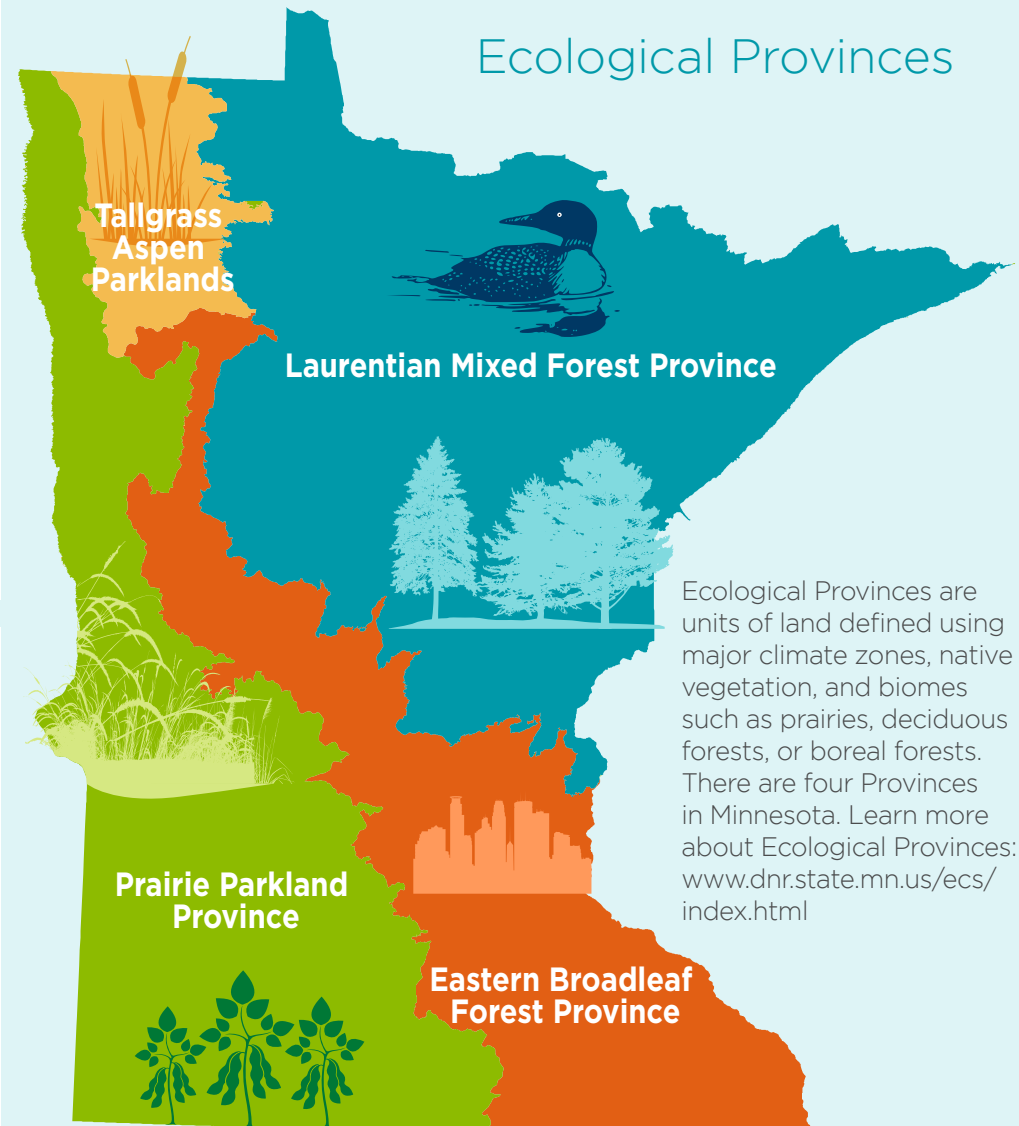 Ecological Provinces
Tallgrass
Aspen
Parklands
Laurentian Mixed Forest Province
Ecological Provinces are
units of land defined using
major climate zones, native
vegetation, and biomes
such as prairies, deciduous
forests, or boreal forests.
There are four Provinces
in Minnesota. Learn more
about Ecological Provinces:
www.dnr.state.mn.us/ecs/
index.html
Prairie Parkland
Province
Eastern Broadleaf
Forest Province